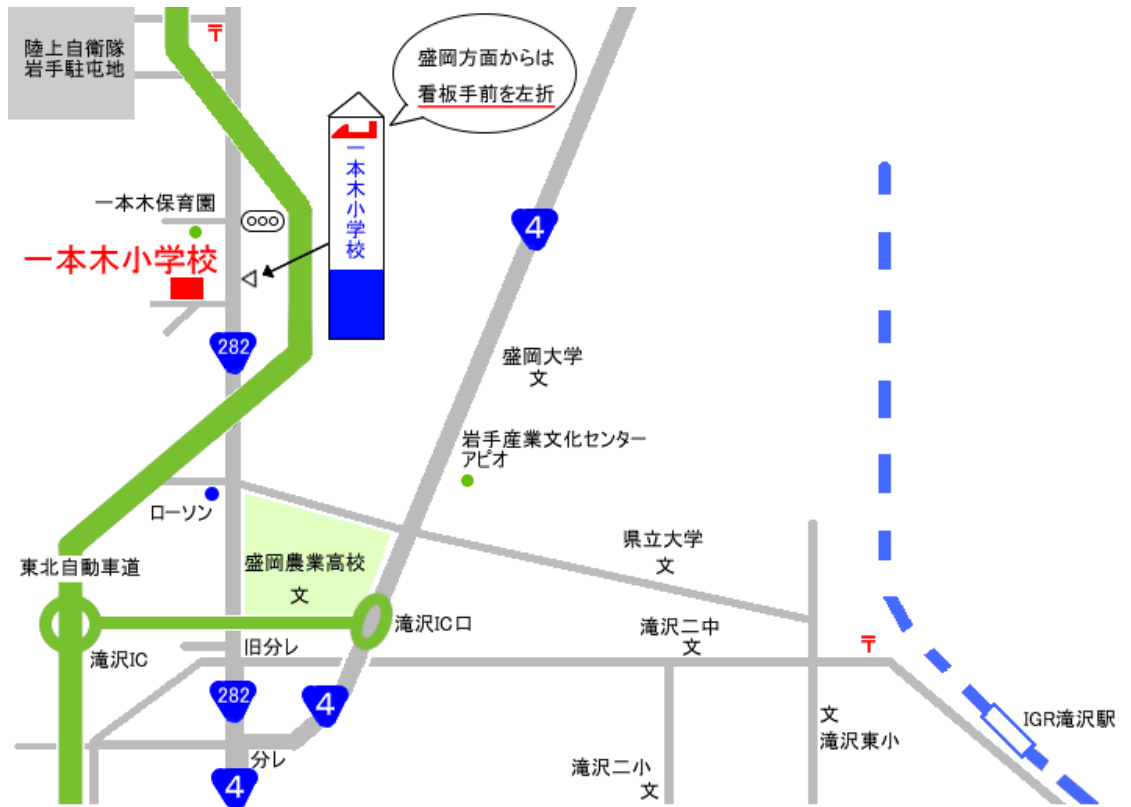 陸上自衛隊
岩手駐屯地
〒
盛岡方面からは
看板手前を左折
一本木小学校
一本木保育園
一本木小学校
4
282
盛岡大学
文
岩手産業文化センター
アピオ
ローソン
県立大学
文
東北自動車道
盛岡農業高校
文
滝沢IC口
滝沢二中
文
〒
旧分レ
滝沢IC
282
4
IGR滝沢駅
文
滝沢東小
分レ
滝沢二小
文
4